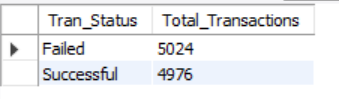 Tran_Status Total_Transactions
Failed 5024
Successful 4976